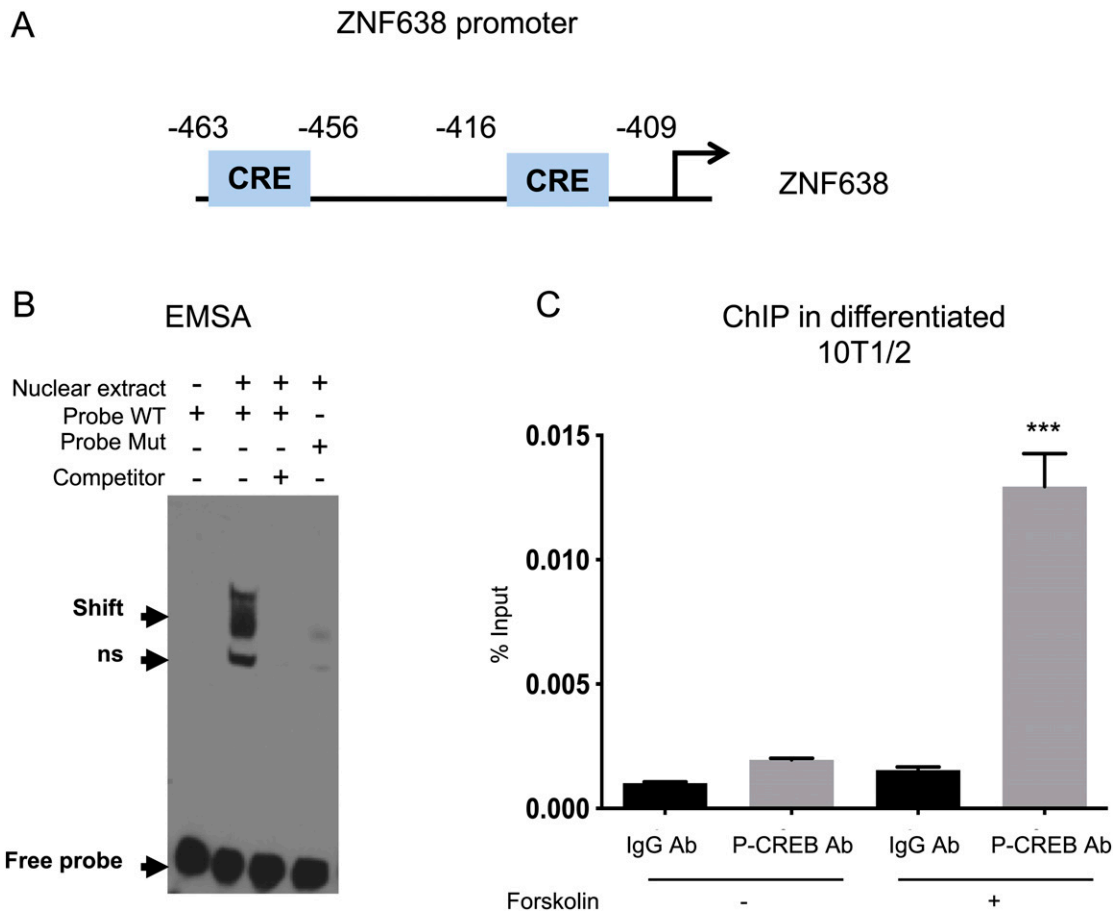 A
ZNF638 promoter
-463 -456 -416 -409
CRE CRE
ZNF638
B
EMSA
Nuclear extract - + + +
Probe WT + + + -
Probe Mut - - - +
Competitor - - + -
Shift
ns
Free probe
C
ChIP in differentiated
10T1/2
***
0.015
0.010
0.005
0.000
% Input
IgG Ab P-CREB Ab IgG Ab P-CREB Ab
Forskolin - +